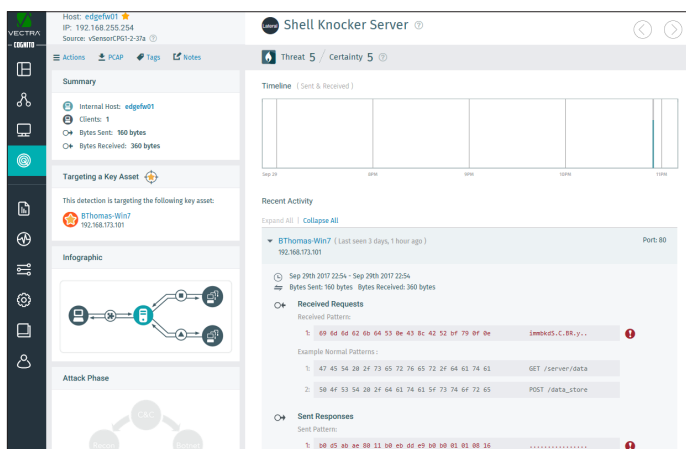 VECTRA
COGNITO
Host: edgefw01
IP: 192.168.255.254
Source: vSensorCPG1-2-37a
Actions PCAP Tags Notes
Summary
Internal Host: edgefw01
Clients: 1
Bytes Sent: 160 bytes
Bytes Received: 360 bytes
Targeting a Key Asset
This detection is targeting the following key asset:
BThomas-Win7
192.168.173.101
Infographic
Attack Phase
C&C
Recon
Lateral Shell Knocker Server
Threat 5 / Certainty 5
Timeline ( Sent & Received )
Sep 29 8PM 9PM 10PM 11PM
Recent Activity
Expand All | Collapse All
BThomas-Win7 ( Last seen 3 days, 1 hour ago ) Port: 80
192.168.173.101
Sep 29th 2017 22:54 - Sep 29th 2017 22:54
Bytes Sent: 160 bytes Bytes Received: 360 bytes
Received Requests
Received Pattern:
1: 69 6d 6d 62 6b 64 53 0e 43 8c 42 52 bf 79 0f 0e immbkdS.C.BR.y..
Example Normal Patterns :
1: 47 45 54 20 2f 73 65 72 76 65 72 2f 64 61 74 61 GET /server/data
2: 50 4f 53 54 20 2f 64 61 74 61 5f 73 74 6f 72 65 POST /data_store
Sent Responses
Sent Pattern:
1: b0 d5 ab ae 80 11 b0 eb dd e9 b0 b0 01 01 08 16 ................